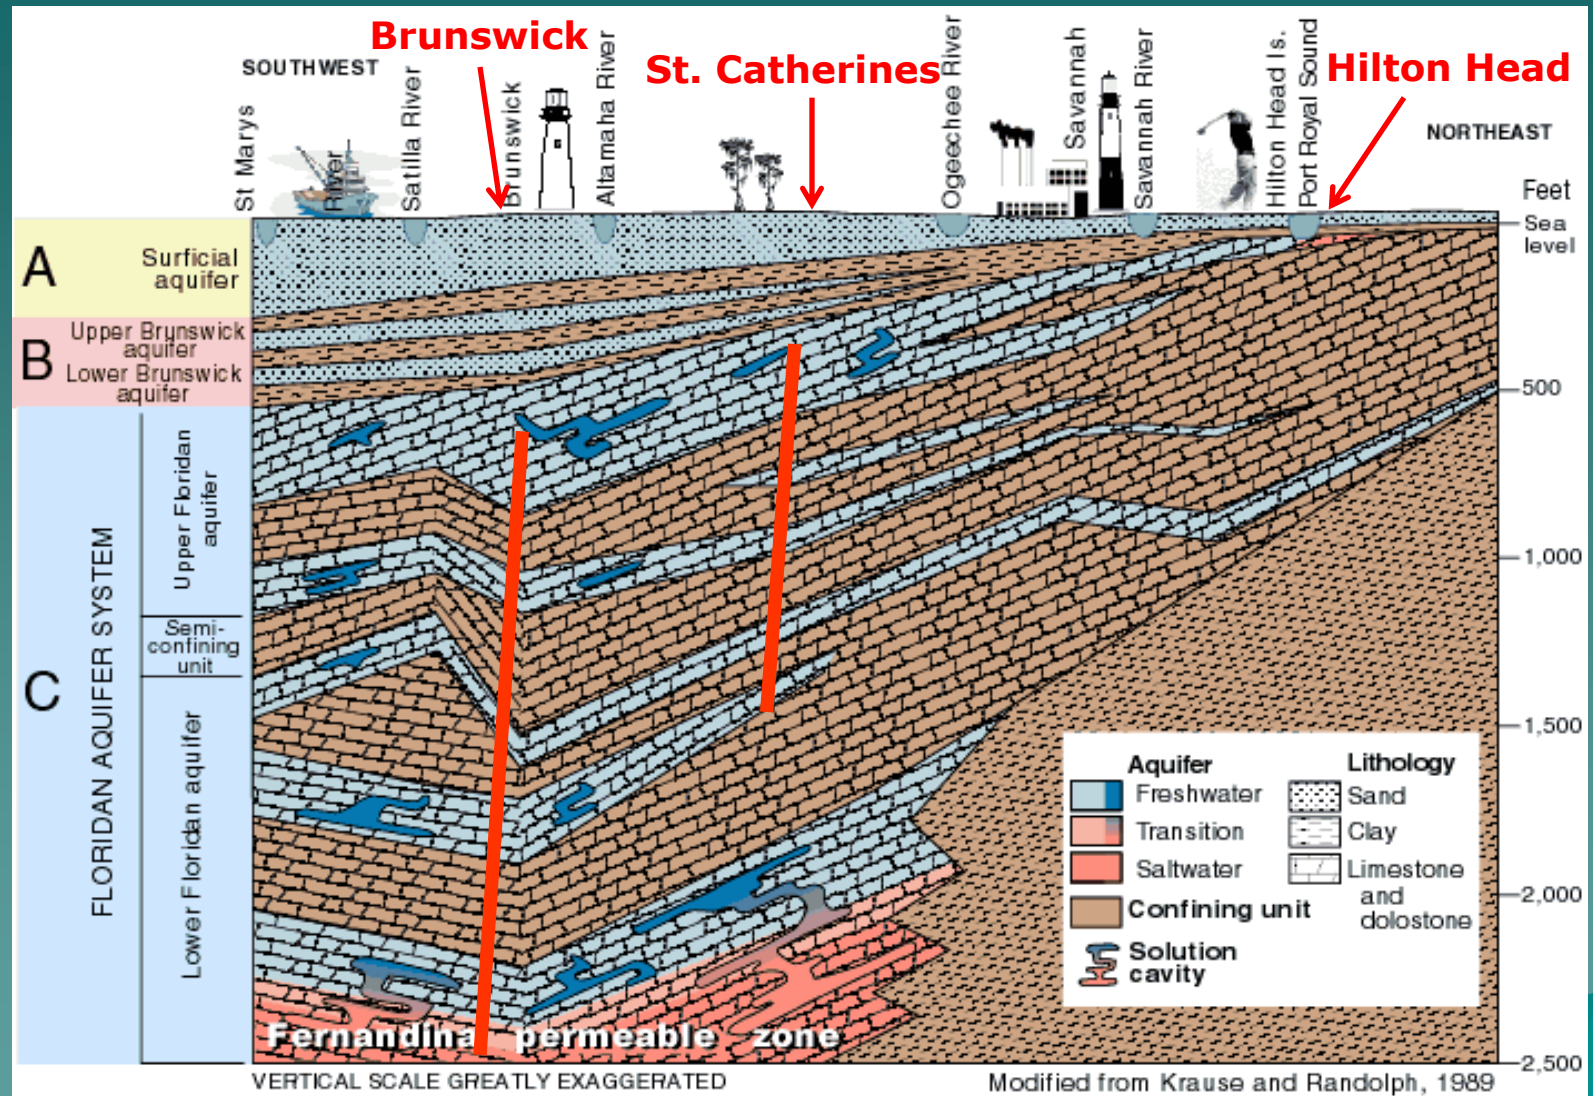 Brunswick
St. Catherines
Hilton Head
SOUTHWEST
NORTHEAST
St Marys
River
Satilla River
Brunswick
Altamaha River
Ogeechee River
Savannah
Savannah River
Hilton Head Is.
Port Royal Sound
Feet
Sea
level
500
1,000
1,500
2,000
2,500
A
Surficial
aquifer
B
Upper Brunswick
aquifer
Lower Brunswick
aquifer
C
FLORIDAN AQUIFER SYSTEM
Upper Floridan
aquifer
Semi-
confining
unit
Lower Floridan aquifer
Aquifer
Freshwater
Transition
Saltwater
Confining unit
Solution
cavity
Lithology
Sand
Clay
Limestone
and
dolostone
Fernandina permeable zone
VERTICAL SCALE GREATLY EXAGGERATED
Modified from Krause and Randolph, 1989